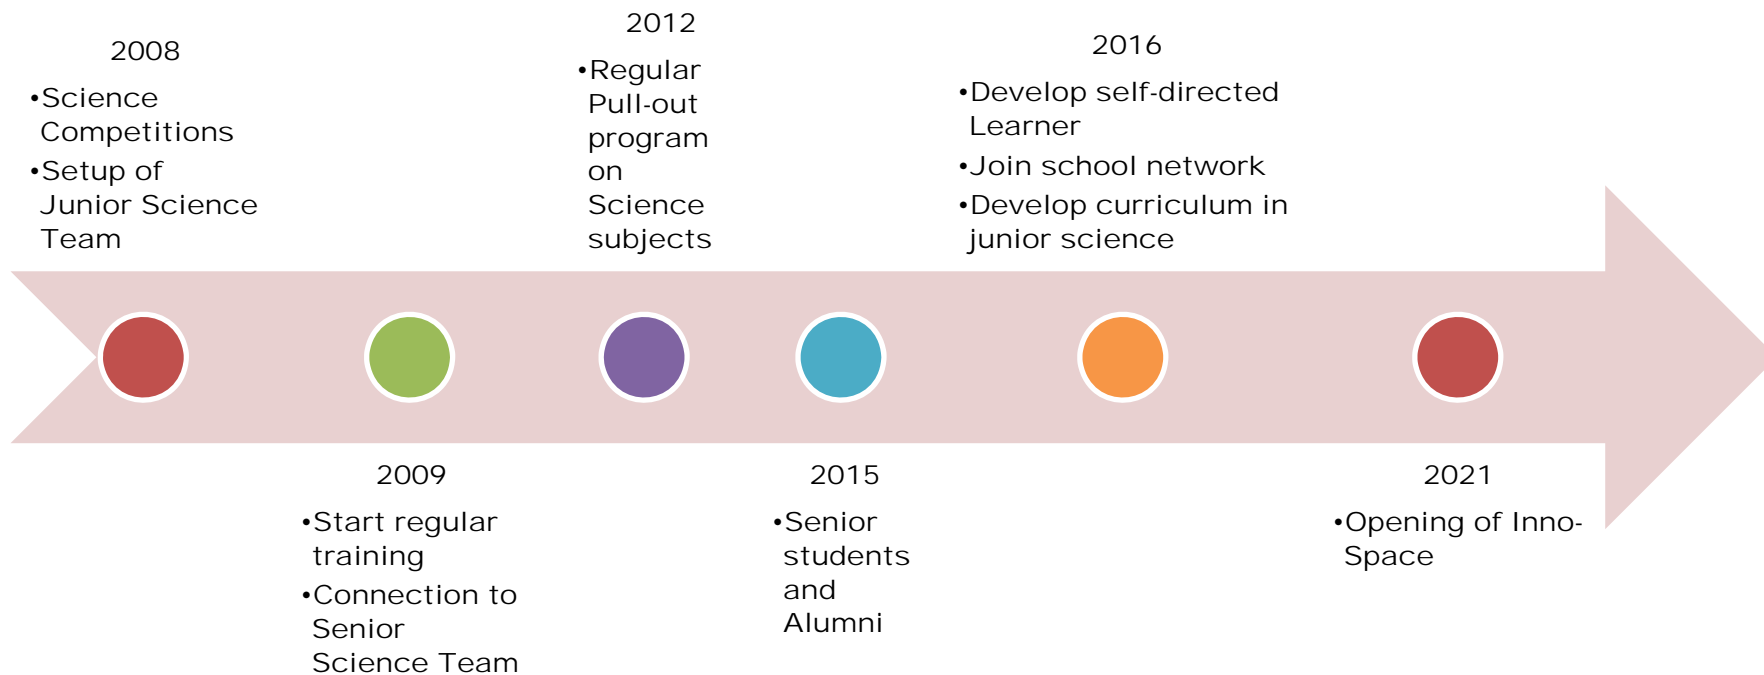 2008
•Science
Competitions
•Setup of
Junior Science
Team
2009
•Start regular
training
•Connection to
Senior
Science Team
2012
•Regular
Pull-out
program
on
Science
subjects
2015
•Senior
students
and
Alumni
2016
•Develop self-directed
Learner
•Join school network
•Develop curriculum in
junior science
2021
•Opening of Inno-
Space